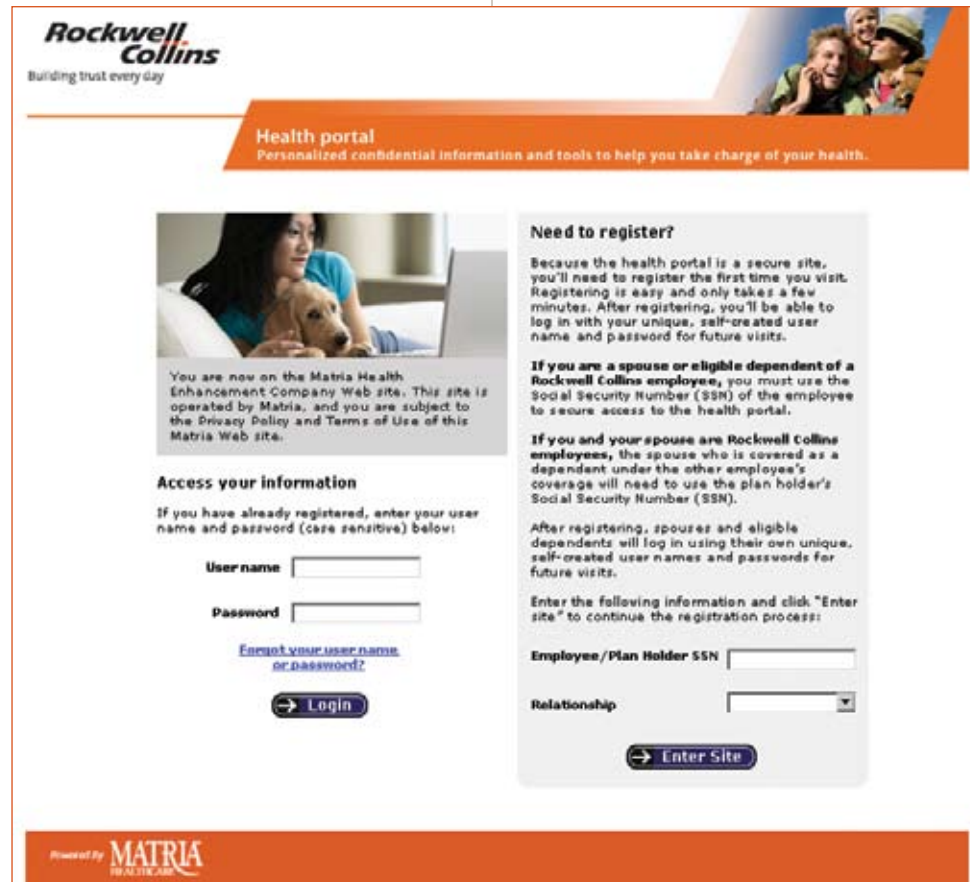 Rockwell
Collins
Building trust every day
Health portal
Personalized confidential information and tools to help you take charge of your health.
You are now on the Matria Health
Enhancement Company Web site. This site is
operated by Matria, and you are subject to
the Privacy Policy and Terms of Use of this
Matria Web site.
Access your information
If you have already registered, enter your user
name and password (case sensitive) below:
User name
Password
Forgot your user name
or password?
Login
Need to register?
Because the health portal is a secure site,
you'll need to register the first time you visit.
Registering is easy and only takes a few
minutes. After registering, you'll be able to
log in with your unique, self-created user
name and password for future visits.
If you are a spouse or eligible dependent of a
Rockwell Collins employee, you must use the
Social Security Number (SSN) of the employee
to secure access to the health portal.
If you and your spouse are Rockwell Collins
employees, the spouse who is covered as a
dependent under the other employee's
coverage will need to use the plan holder's
Social Security Number (SSN).
After registering, spouses and eligible
dependents will log in using their own unique,
self-created user names and passwords for
future visits.
Enter the following information and click "Enter
site" to continue the registration process:
Employee/Plan Holder SSN
Relationship
Enter Site
Powered By MATRIA
HEALTHCARE